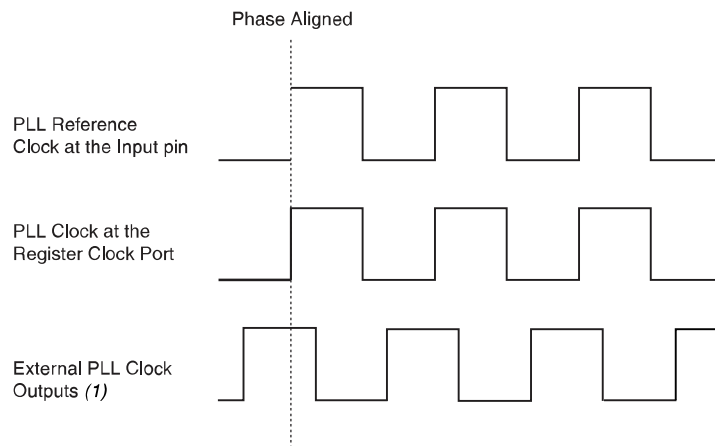 Phase Aligned
PLL Reference
Clock at the Input pin
PLL Clock at the
Register Clock Port
External PLL Clock
Outputs (1)